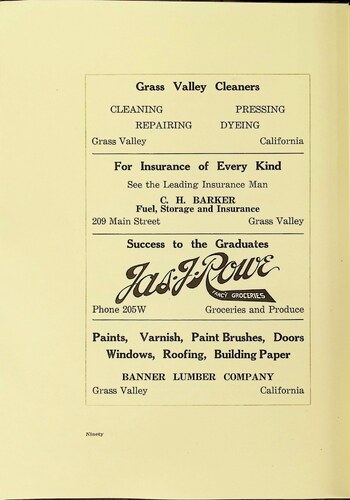 Grass Valley Cleaners
CLEANING PRESSING
REPAIRING DYEING
Grass Valley California
For Insurance of Every Kind
See the Leading Insurance Man
C. H. BARKER
Fuel, Storage and Insurance
209 Main Street Grass Valley
Success to the Graduates
Jas. J. Rowe
FANCY GROCERIES
Phone 205W Groceries and Produce
Paints, Varnish, Paint Brushes, Doors
Windows, Roofing, Building Paper
BANNER LUMBER COMPANY
Grass Valley California
Ninety